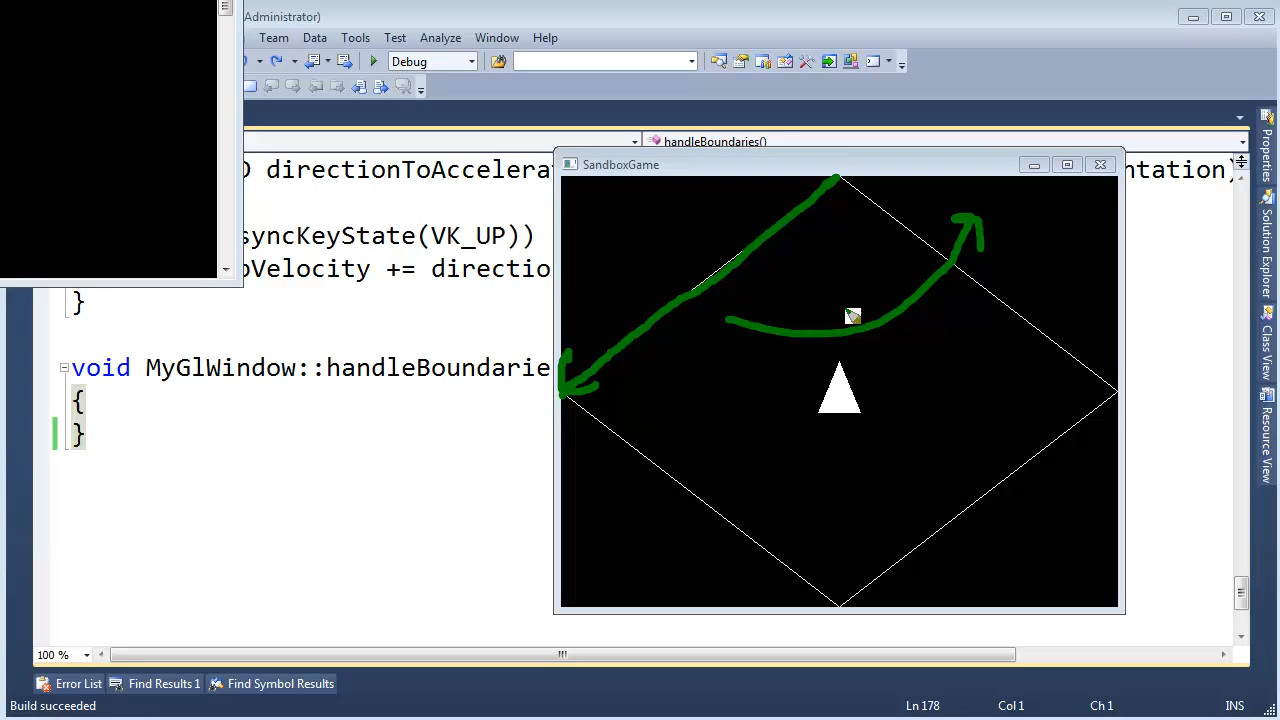 Administrator)
Team Data Tools Test Analyze Window Help
Debug
handleBoundaries()
D directionToAccelera
entation)
SandboxGame
syncKeyState(VK_UP))
oVelocity += directio
}
void MyGlWindow::handleBoundarie
{
}
100 %
Error List Find Results 1 Find Symbol Results
Build succeeded
Ln 178 Col 1 Ch 1 INS
Properties
Solution Explorer
Class View
Resource View